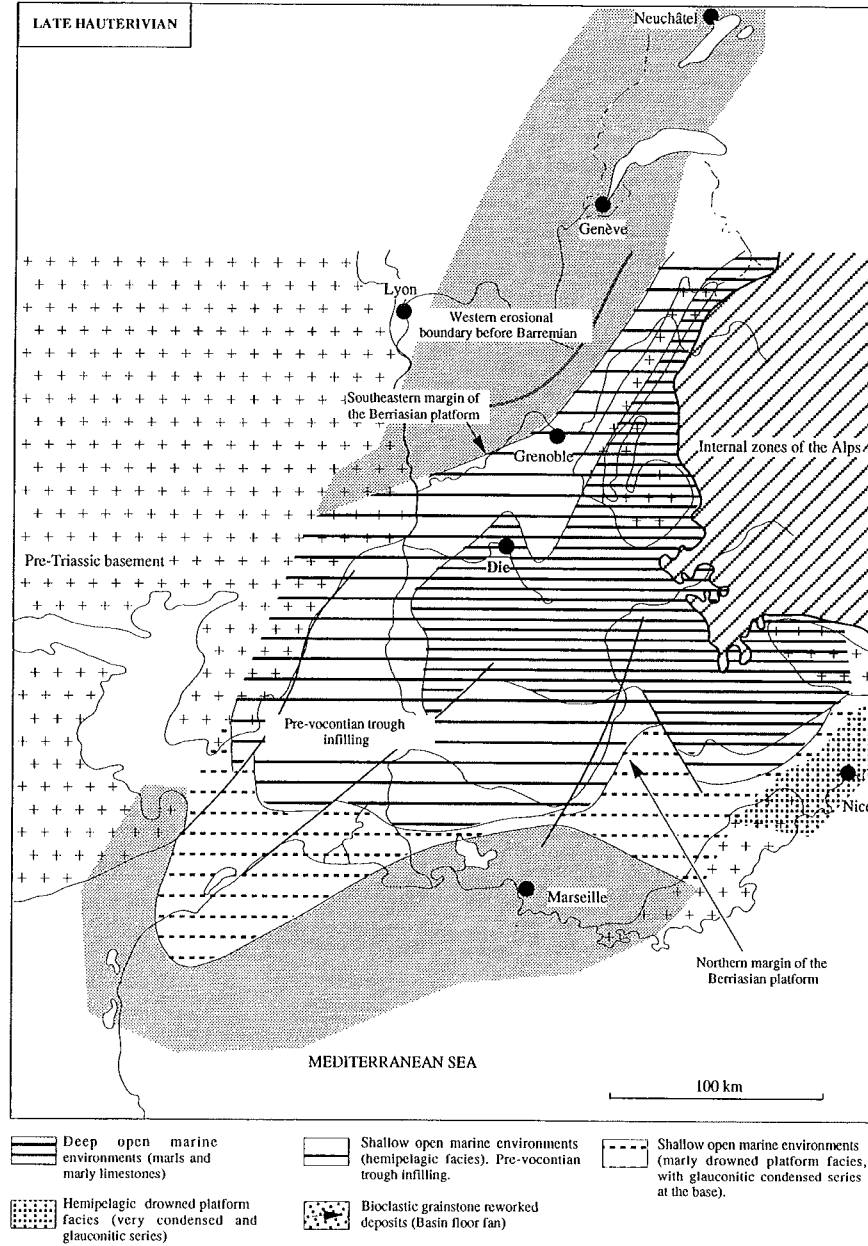 LATE HAUTERIVIAN
Neuchâtel
Genève
Lyon
Western erosional
boundary before Barremian
Southeastern margin of
the Berriasian platform
Grenoble
Internal zones of the Alps
Pre-Triassic basement
Die
Pre-vocontian trough
infilling
Nice
Marseille
Northern margin of the
Berriasian platform
MEDITERRANEAN SEA
100 km
Deep open marine
environments (marls and
marly limestones)
Shallow open marine environments
(hemipelagic facies). Pre-vocontian
trough infilling.
Shallow open marine environments
(marly drowned platform facies,
with glauconitic condensed series
at the base).
Hemipelagic drowned platform
facies (very condensed and
glauconitic series)
Bioclastic grainstone reworked
deposits (Basin floor fan)